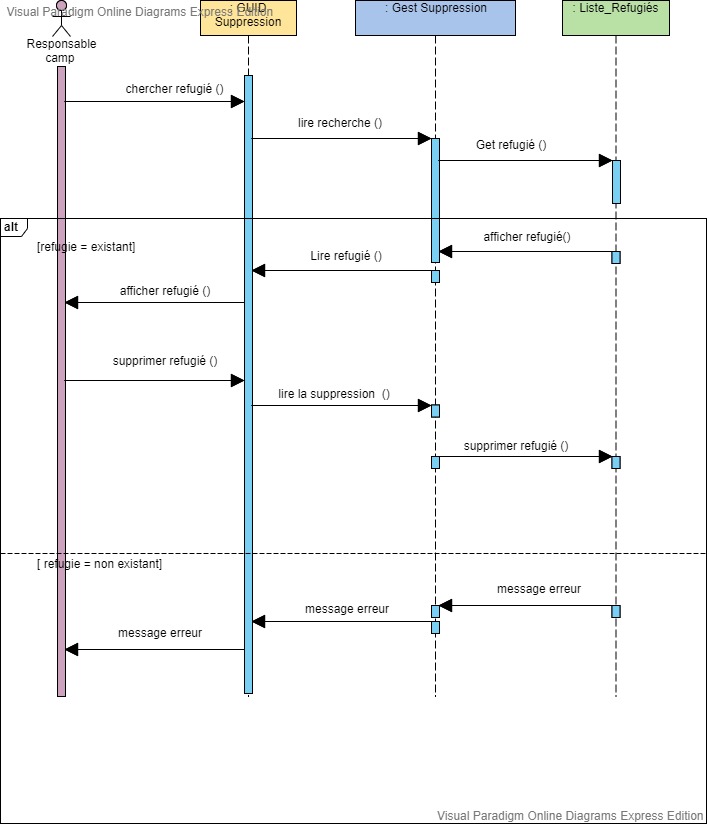 Visual Paradigm Online Diagrams Express Edition
: GUID
Suppression
: Gest Suppression
: Liste_Refugiés
Responsable
camp
chercher refugié ()
lire recherche ()
Get refugié ()
alt
[refugie = existant]
afficher refugié()
Lire refugié ()
afficher refugié ()
supprimer refugié ()
lire la suppression ()
supprimer refugié ()
[ refugie = non existant]
message erreur
message erreur
message erreur
Visual Paradigm Online Diagrams Express Edition